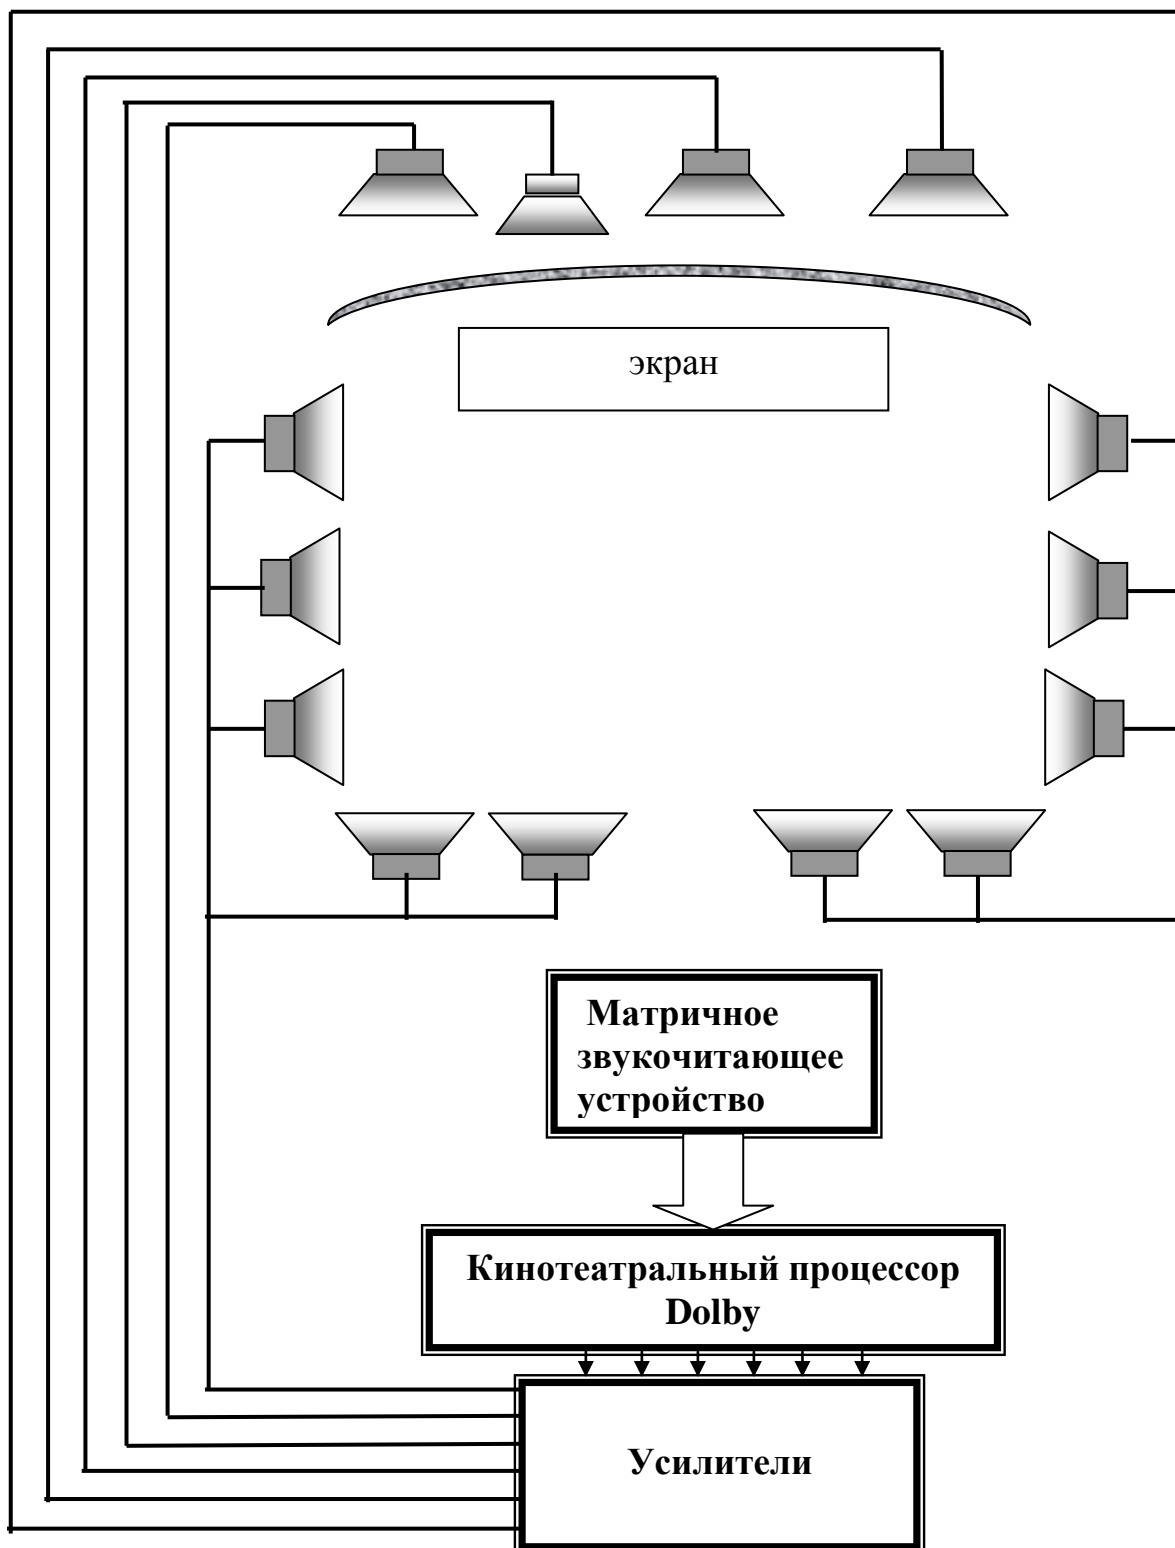 экран
Матричное
звукочитающее
устройство
Кинотеатральный процессор
Dolby
Усилители